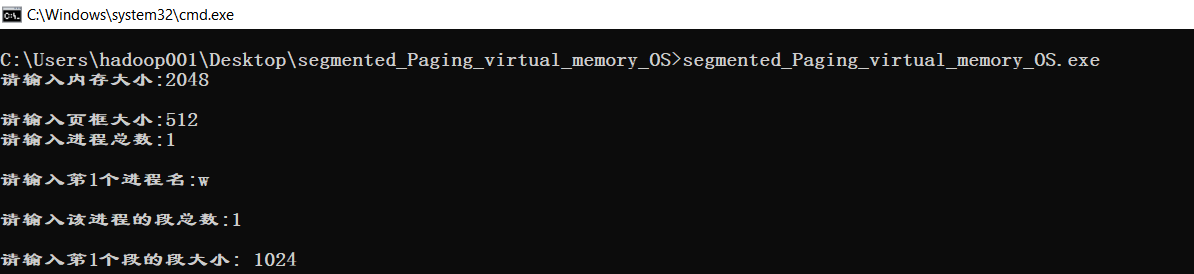 C:\Windows\system32\cmd.exe
C:\Users\hadoop001\Desktop\segmented_Paging_virtual_memory_OS>segmented_Paging_virtual_memory_OS.exe
请输入内存大小:2048
请输入页框大小:512
请输入进程总数:1
请输入第1个进程名:w
请输入该进程的段总数:1
请输入第1个段的段大小: 1024